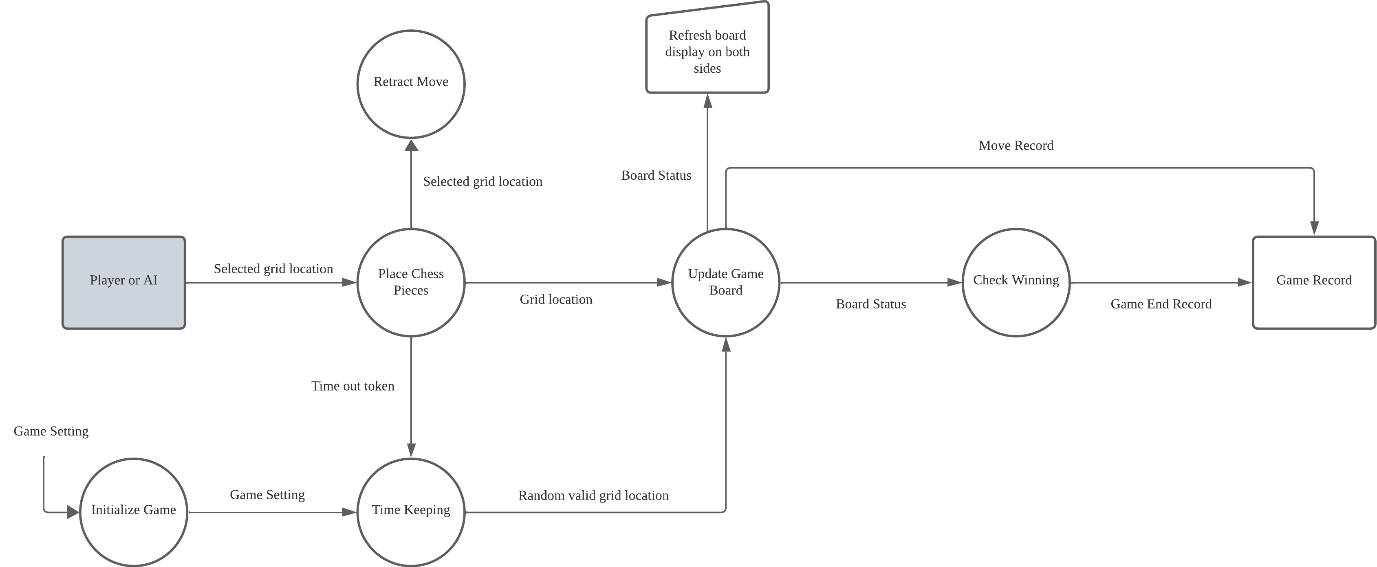 Refresh board
display on both
sides
Retract Move
Move Record
Board Status
Selected grid location
Player or AI
Selected grid location
Place Chess
Pieces
Grid location
Update Game
Board
Board Status
Check Winning
Game End Record
Game Record
Time out token
Game Setting
Initialize Game
Game Setting
Time Keeping
Random valid grid location